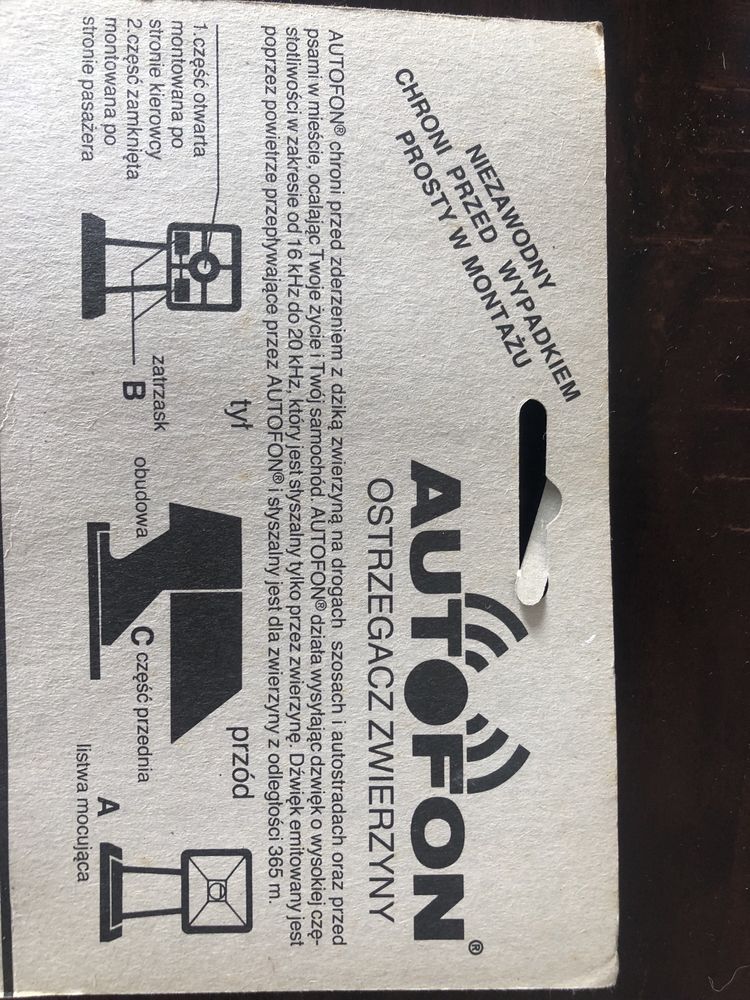 NIEZAWODNY
CHRONI PRZED WYPADKIEM
PROSTY W MONTAŻU
AUTOFON®
OSTRZEGACZ ZWIERZYNY
AUTOFON® chroni przed zderzeniem z dziką zwierzyną na drogach szosach i autostradach oraz przed
psami w mieście, ocalając Twoje życie i Twój samochód. AUTOFON® działa wysyłając dzwięk o wysokiej czę-
stotliwości w zakresie od 16 kHz do 20 kHz, który jest słyszalny tylko przez zwierzynę. Dźwięk emitowany jest
poprzez powietrze przepływające przez AUTOFON® i słyszalny jest dla zwierzyny z odległości 365 m.
tył
przód
1.część otwarta
montowana po
stronie kierowcy
2.część zamknięta
montowana po
stronie pasażera
zatrzask
B
obudowa
C część przednia
A
listwa mocująca